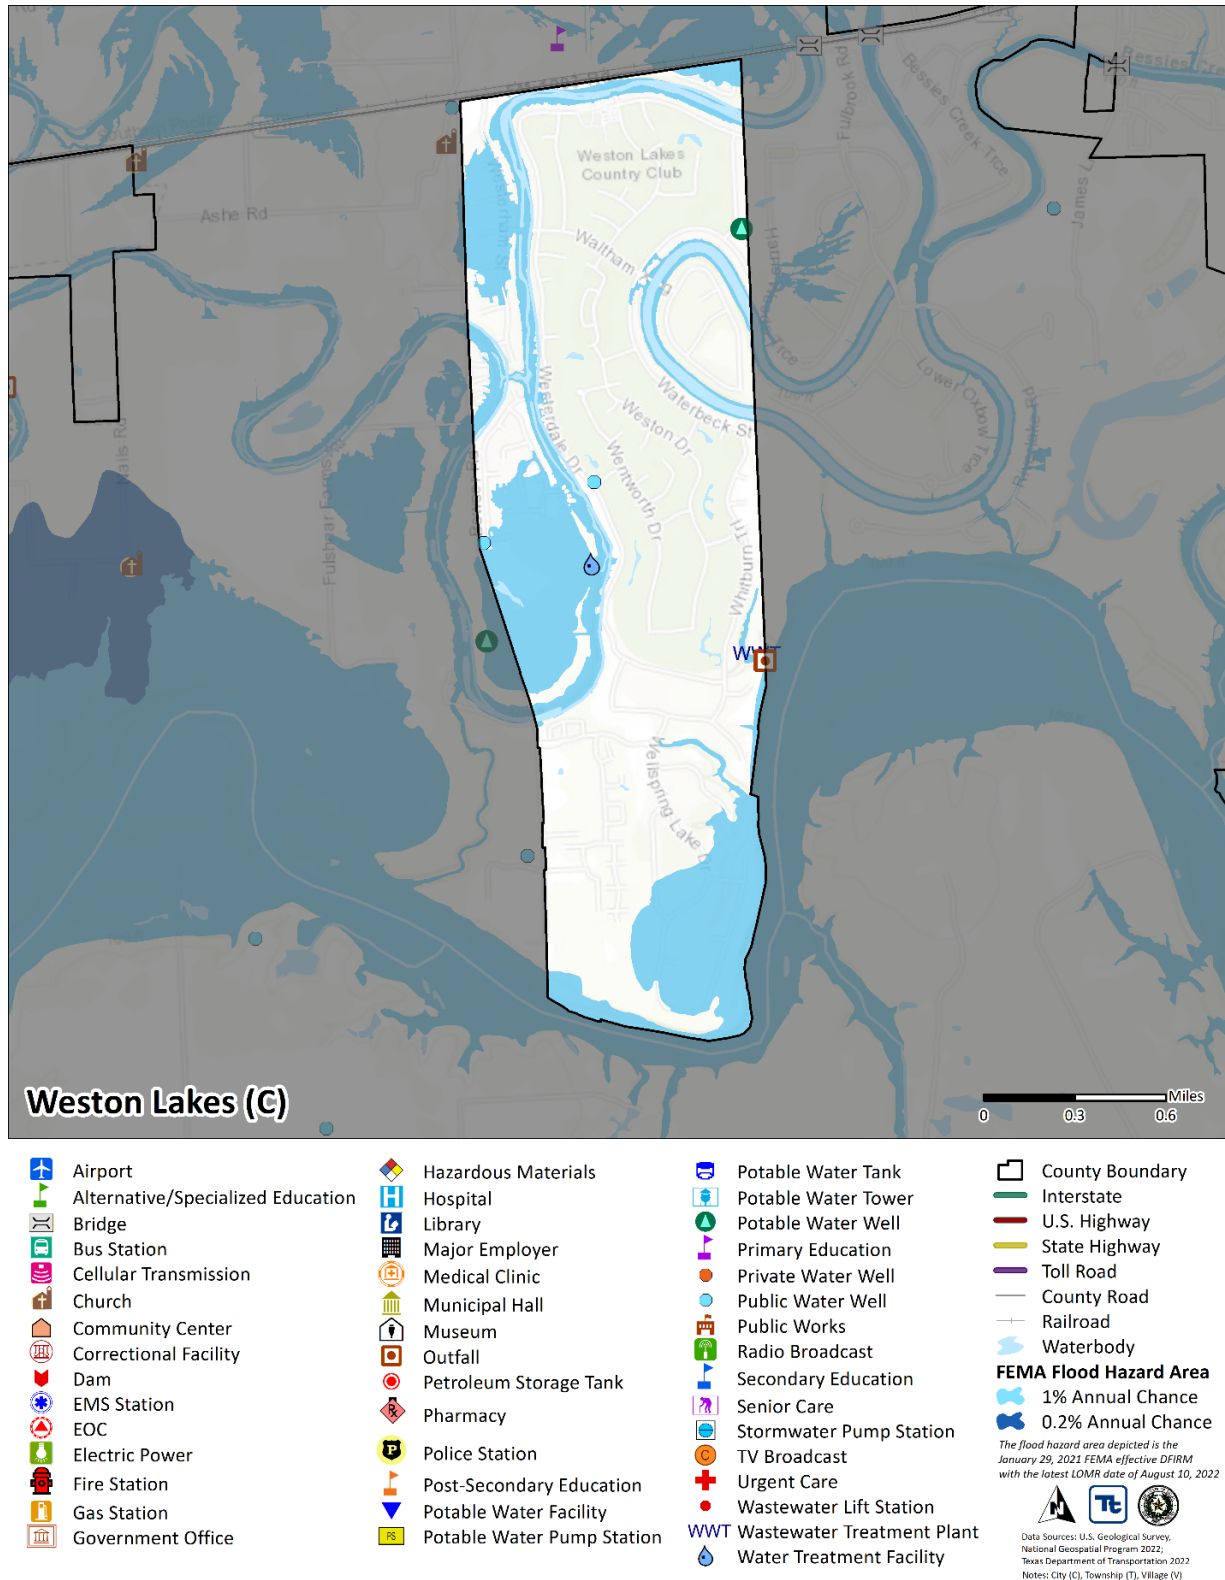 Weston Lakes
Country Club
Ashe Rd
Fulbrook Rd
Bessies Creek Trce
Waltham
Waterbeck St
Weston Dr
Wentworth Dr
Westerdale Dr
Whitburn Trl
Lower Oxbow Trce
Wellspring Lake Dr
WWT
Weston Lakes (C)
Miles
0 0.3 0.6
Airport
Alternative/Specialized Education
Bridge
Bus Station
Cellular Transmission
Church
Community Center
Correctional Facility
Dam
EMS Station
EOC
Electric Power
Fire Station
Gas Station
Government Office
Hazardous Materials
H Hospital
Library
Major Employer
Medical Clinic
Municipal Hall
Museum
Outfall
Petroleum Storage Tank
Rx Pharmacy
P Police Station
Post-Secondary Education
Potable Water Facility
PS Potable Water Pump Station
Potable Water Tank
Potable Water Tower
Potable Water Well
Primary Education
Private Water Well
Public Water Well
Public Works
Radio Broadcast
Secondary Education
Senior Care
Stormwater Pump Station
C TV Broadcast
Urgent Care
Wastewater Lift Station
WWT Wastewater Treatment Plant
Water Treatment Facility
County Boundary
Interstate
U.S. Highway
State Highway
Toll Road
County Road
Railroad
Waterbody
FEMA Flood Hazard Area
1% Annual Chance
0.2% Annual Chance
The flood hazard area depicted is the
January 29, 2021 FEMA effective DFIRM
with the latest LOMR date of August 10, 2022
N
Tt
Data Sources: U.S. Geological Survey,
National Geospatial Program 2022;
Texas Department of Transportation 2022
Notes: City (C), Township (T), Village (V)